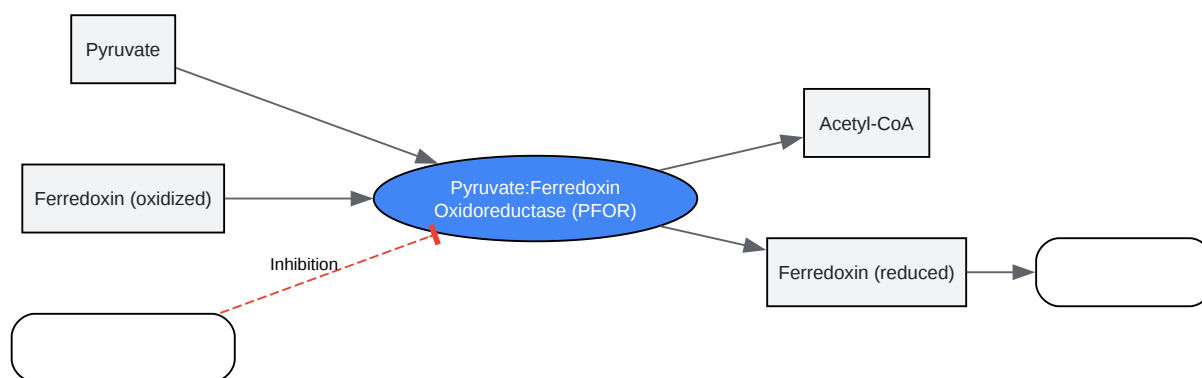 Pyruvate
Acetyl-CoA
Ferredoxin (oxidized)
Pyruvate:Ferredoxin
Oxidoreductase (PFOR)
Inhibition
Ferredoxin (reduced)